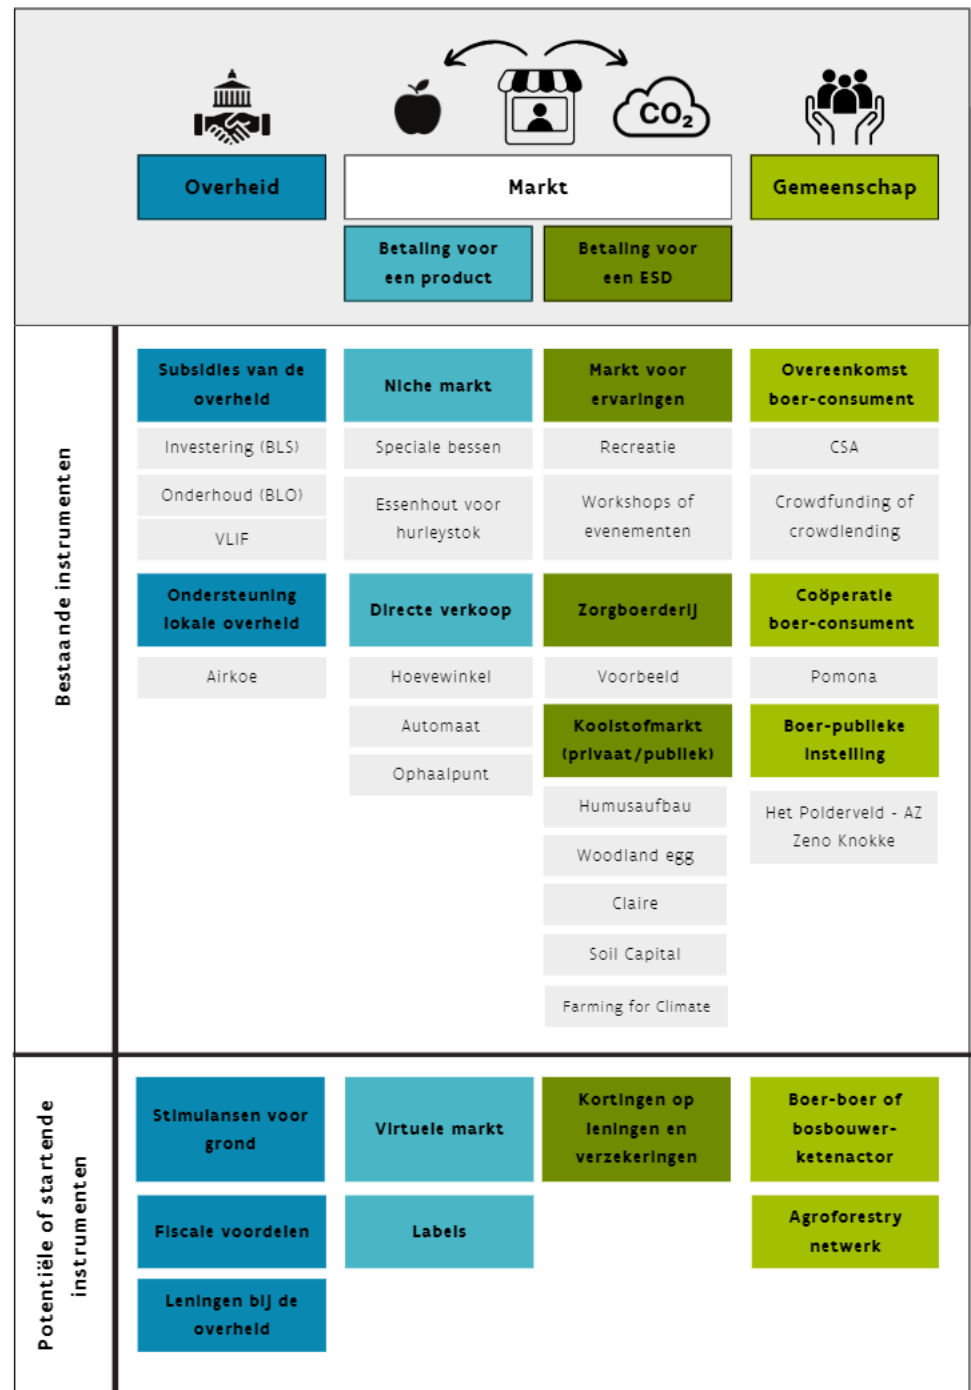 CO₂
Overheid
Markt
Gemeenschap
Betaling voor
een product
Betaling voor
een ESD
Bestaande instrumenten
Subsidies van de
overheid
Investering (BLS)
Onderhoud (BLO)
VLIF
Ondersteuning
lokale overheid
Airkoe
Niche markt
Speciale bessen
Essenhout voor
hurleystok
Directe verkoop
Hoevewinkel
Automaat
Ophaalpunt
Markt voor
ervaringen
Recreatie
Workshops of
evenementen
Zorgboerderij
Voorbeeld
Koolstofmarkt
(privaat/publiek)
Humusaufbau
Woodland egg
Claire
Soil Capital
Farming for Climate
Overeenkomst
boer-consument
CSA
Crowdfunding of
crowdlending
Coöperatie
boer-consument
Pomona
Boer-publieke
instelling
Het Polderveld - AZ
Zeno Knokke
Potentiële of startende
instrumenten
Stimulansen voor
grond
Fiscale voordelen
Leningen bij de
overheid
Virtuele markt
Labels
Kortingen op
leningen en
verzekeringen
Boer-boer of
bosbouwer-
ketenactor
Agroforestry
netwerk